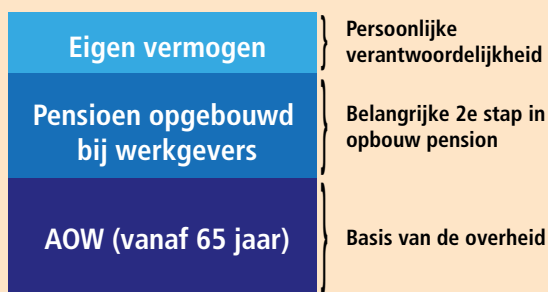 Eigen vermogen
Persoonlijke
verantwoordelijkheid
Pensioen opgebouwd
bij werkgevers
Belangrijke 2e stap in
opbouw pension
AOW (vanaf 65 jaar)
Basis van de overheid